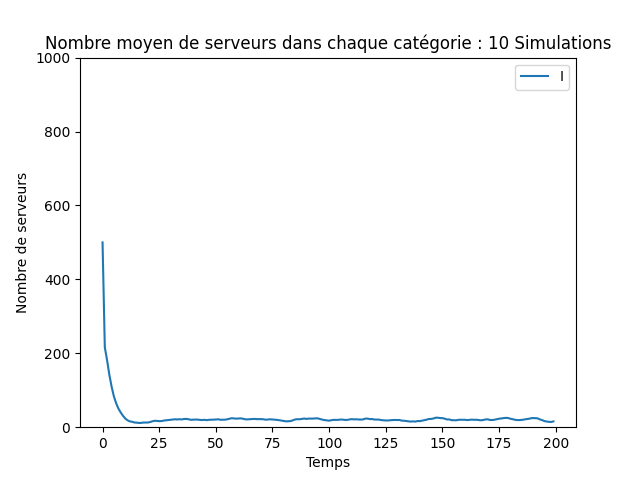 Nombre moyen de serveurs dans chaque catégorie : 10 Simulations
1000
800
600
400
200
0
Nombre de serveurs
I
0 25 50 75 100 125 150 175 200
Temps